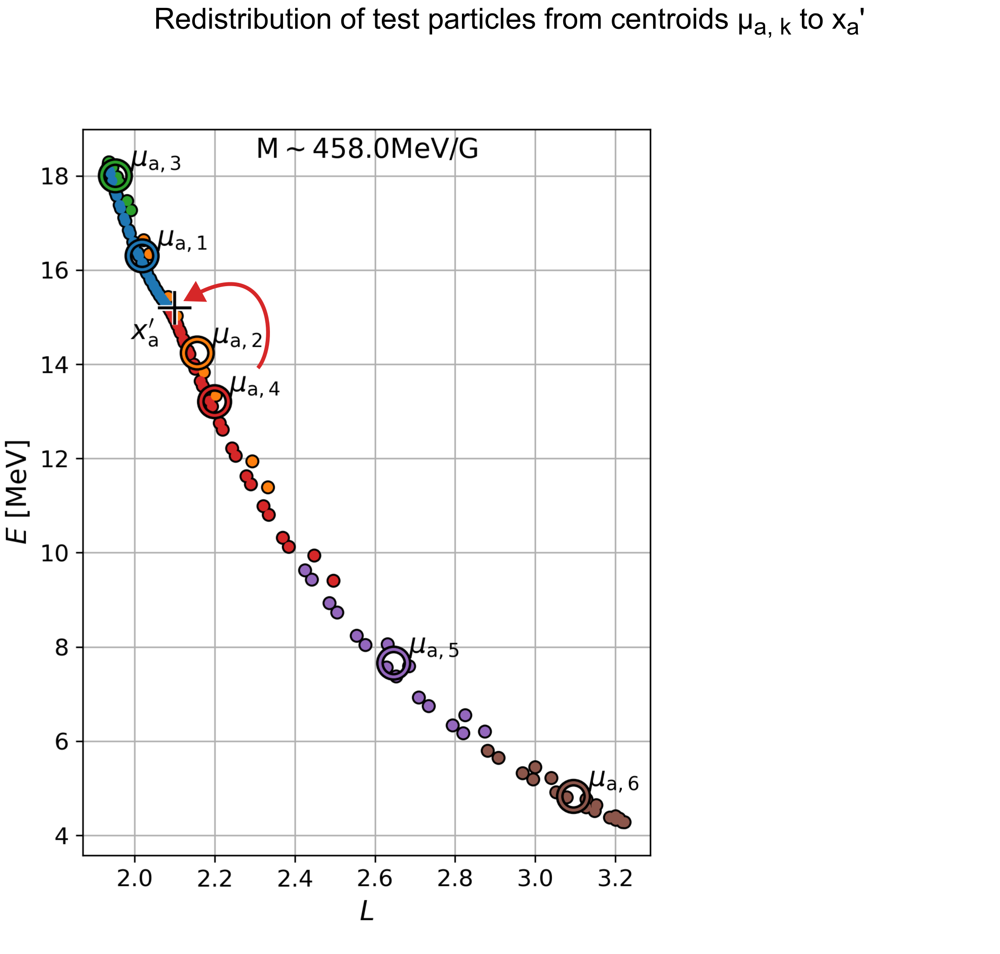 Redistribution of test particles from centroids μa, k to xa'
M ~ 458.0MeV/G
μa, 3
μa, 1
x′a
μa, 2
μa, 4
μa, 5
μa, 6
E [MeV]
18
16
14
12
10
8
6
4
2.0 2.2 2.4 2.6 2.8 3.0 3.2
L